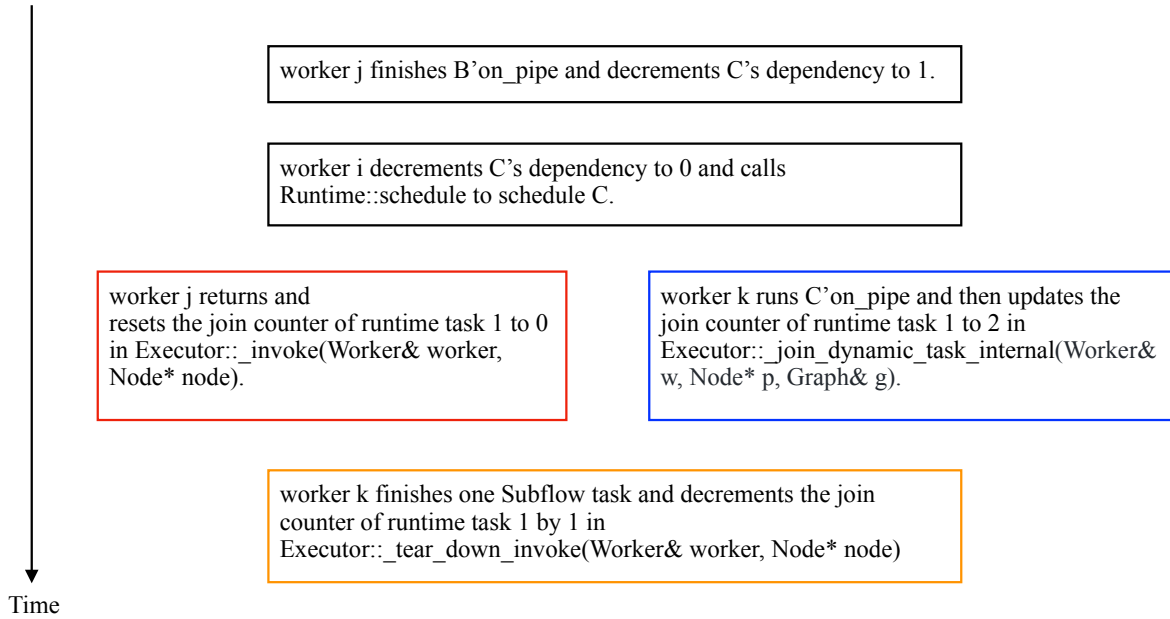 worker j finishes B’on_pipe and decrements C’s dependency to 1.
worker i decrements C’s dependency to 0 and calls
Runtime::schedule to schedule C.
worker j returns and
resets the join counter of runtime task 1 to 0
in Executor::_invoke(Worker& worker,
Node* node).
worker k runs C’on_pipe and then updates the
join counter of runtime task 1 to 2 in
Executor::_join_dynamic_task_internal(Worker&
w, Node* p, Graph& g).
worker k finishes one Subflow task and decrements the join
counter of runtime task 1 by 1 in
Executor::_tear_down_invoke(Worker& worker, Node* node)
Time